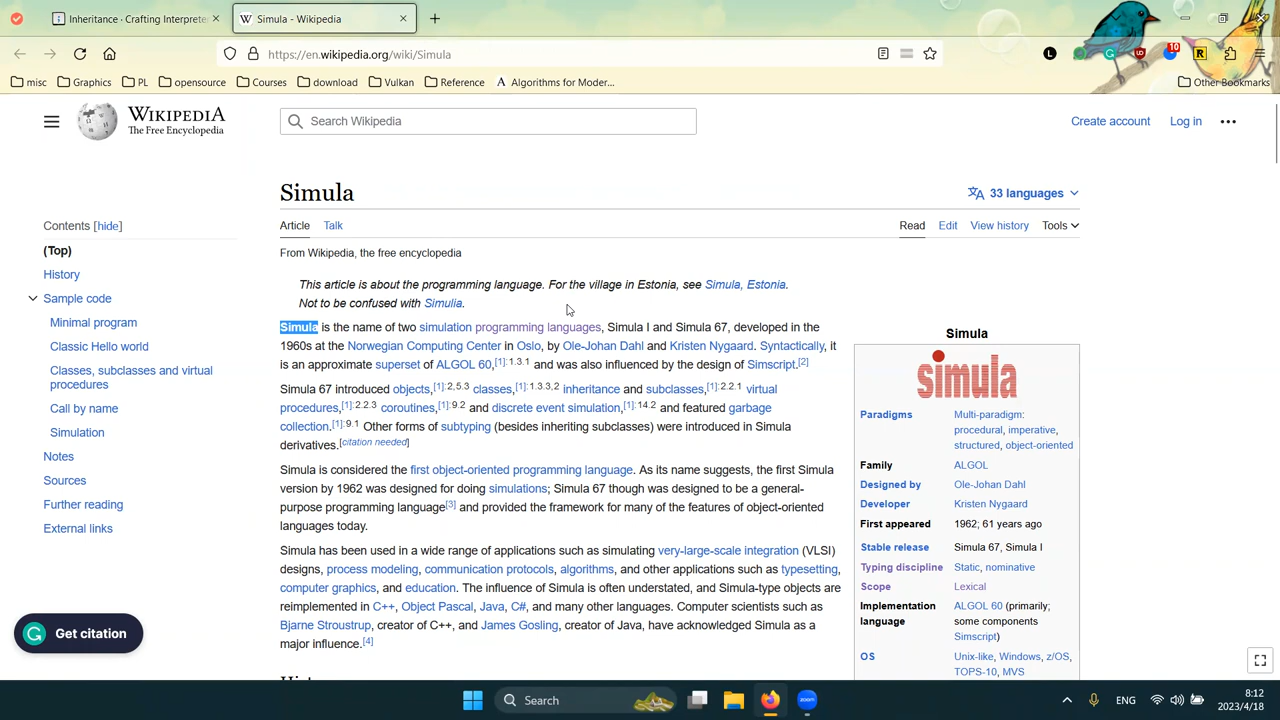 Inheritance · Crafting Interpreter
Simula - Wikipedia
https://en.wikipedia.org/wiki/Simula
L
G
UD
10
R
misc
Graphics
PL
opensource
Courses
download
Vulkan
Reference
A Algorithms for Moder...
Other Bookmarks
WIKIPEDIA
The Free Encyclopedia
Search Wikipedia
Create account
Log in
Simula
33 languages
Contents [hide]
Article
Talk
Read
Edit
View history
Tools
(Top)
From Wikipedia, the free encyclopedia
History
Sample code
Minimal program
Classic Hello world
Classes, subclasses and virtual
procedures
Call by name
Simulation
Notes
Sources
Further reading
External links
This article is about the programming language. For the village in Estonia, see Simula, Estonia.
Not to be confused with Simulia.
Simula is the name of two simulation programming languages, Simula I and Simula 67, developed in the
1960s at the Norwegian Computing Center in Oslo, by Ole-Johan Dahl and Kristen Nygaard. Syntactically, it
is an approximate superset of ALGOL 60,[1]: 1.3.1 and was also influenced by the design of Simscript.[2]
Simula 67 introduced objects,[1]: 2, 5.3 classes,[1]: 1.3.3, 2 inheritance and subclasses,[1]: 2.2.1 virtual
procedures,[1]: 2.2.3 coroutines,[1]: 9.2 and discrete event simulation,[1]: 14.2 and featured garbage
collection.[1]: 9.1 Other forms of subtyping (besides inheriting subclasses) were introduced in Simula
derivatives.[citation needed]
Simula is considered the first object-oriented programming language. As its name suggests, the first Simula
version by 1962 was designed for doing simulations; Simula 67 though was designed to be a general-
purpose programming language[3] and provided the framework for many of the features of object-oriented
languages today.
Simula has been used in a wide range of applications such as simulating very-large-scale integration (VLSI)
designs, process modeling, communication protocols, algorithms, and other applications such as typesetting,
computer graphics, and education. The influence of Simula is often understated, and Simula-type objects are
reimplemented in C++, Object Pascal, Java, C#, and many other languages. Computer scientists such as
Bjarne Stroustrup, creator of C++, and James Gosling, creator of Java, have acknowledged Simula as a
major influence.[4]
Simula
simula
Paradigms Multi-paradigm:
procedural, imperative,
structured, object-oriented
Family ALGOL
Designed by Ole-Johan Dahl
Developer Kristen Nygaard
First appeared 1962; 61 years ago
Stable release Simula 67, Simula I
Typing discipline Static, nominative
Scope Lexical
Implementation ALGOL 60 (primarily;
language some components
Simscript)
OS Unix-like, Windows, z/OS,
TOPS-10, MVS
Get citation
Search
zoom
ENG
8:12
2023/4/18